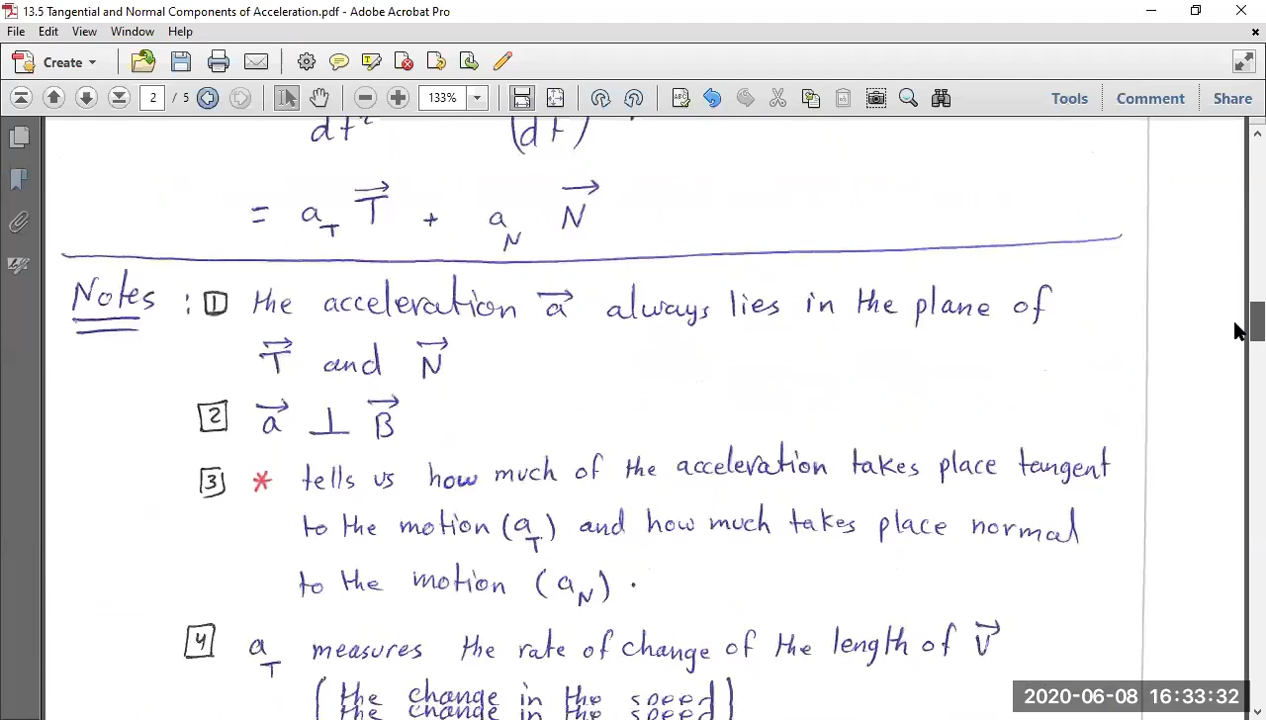 13.5 Tangential and Normal Components of Acceleration.pdf - Adobe Acrobat Pro
File Edit View Window Help
Create
2 / 5 133% Tools Comment Share
dt² (dt)
= a_T T⃗ + a_N N⃗
Notes : 1 the acceleration a⃗ always lies in the plane of
T⃗ and N⃗
2 a⃗ ⊥ B⃗
3 * tells us how much of the acceleration takes place tangent
to the motion (a_T) and how much takes place normal
to the motion (a_N) .
4 a_T measures the rate of change of the length of v⃗
(the change in the speed)
2020-06-08 16:33:32